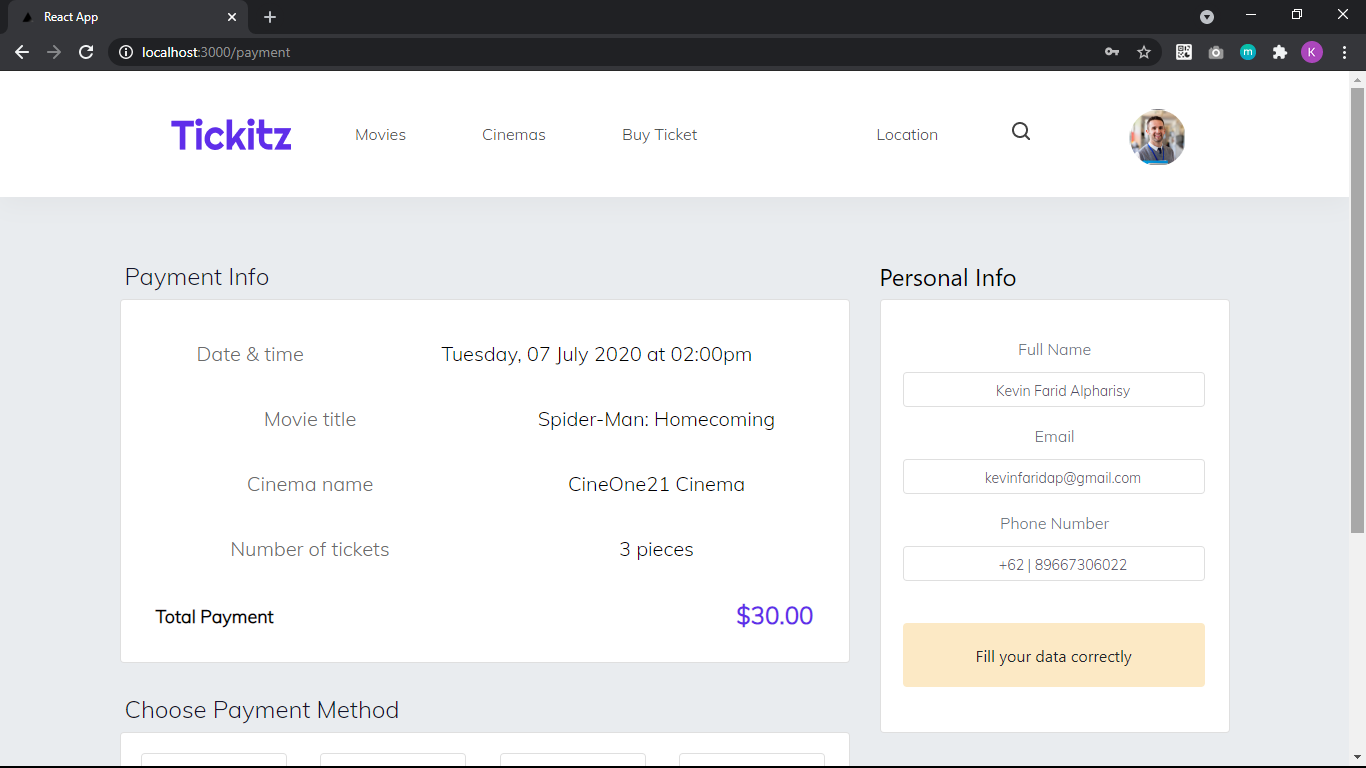 React App
localhost:3000/payment
K
m
Tickitz
Movies
Cinemas
Buy Ticket
Location
Payment Info
Date & time
Tuesday, 07 July 2020 at 02:00pm
Movie title
Spider-Man: Homecoming
Cinema name
CineOne21 Cinema
Number of tickets
3 pieces
Total Payment
$30.00
Personal Info
Full Name
Kevin Farid Alpharisy
Email
kevinfaridap@gmail.com
Phone Number
+62 | 89667306022
Fill your data correctly
Choose Payment Method